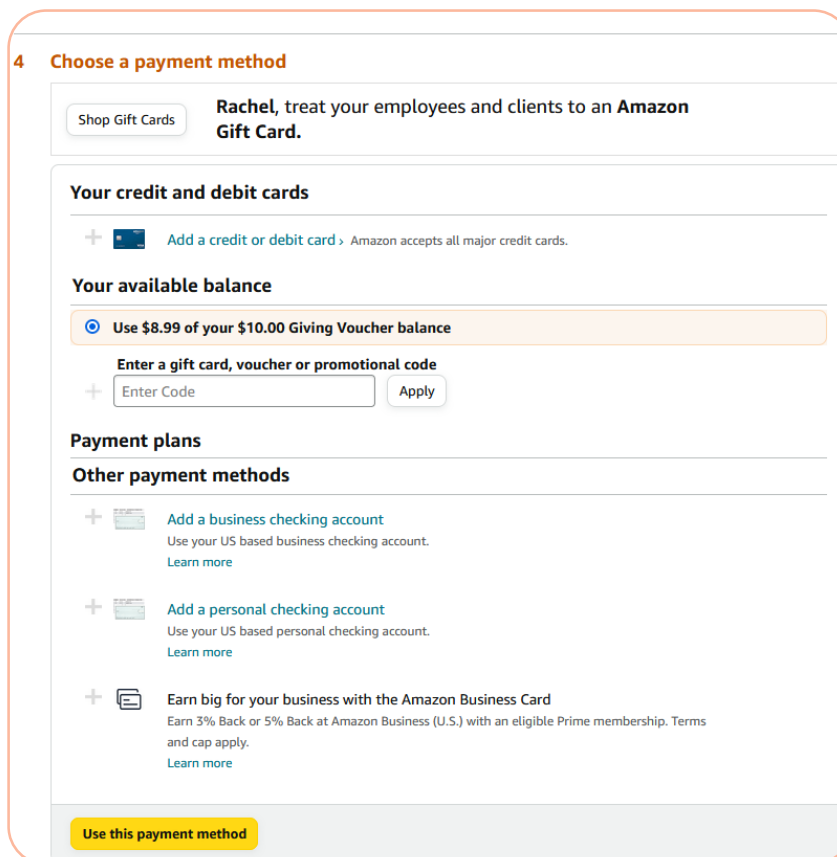 4 Choose a payment method
Shop Gift Cards
Rachel, treat your employees and clients to an Amazon
Gift Card.
Your credit and debit cards
Add a credit or debit card › Amazon accepts all major credit cards.
Your available balance
Use $8.99 of your $10.00 Giving Voucher balance
Enter a gift card, voucher or promotional code
Enter Code
Apply
Payment plans
Other payment methods
Add a business checking account
Use your US based business checking account.
Learn more
Add a personal checking account
Use your US based personal checking account.
Learn more
Earn big for your business with the Amazon Business Card
Earn 3% Back or 5% Back at Amazon Business (U.S.) with an eligible Prime membership. Terms
and cap apply.
Learn more
Use this payment method